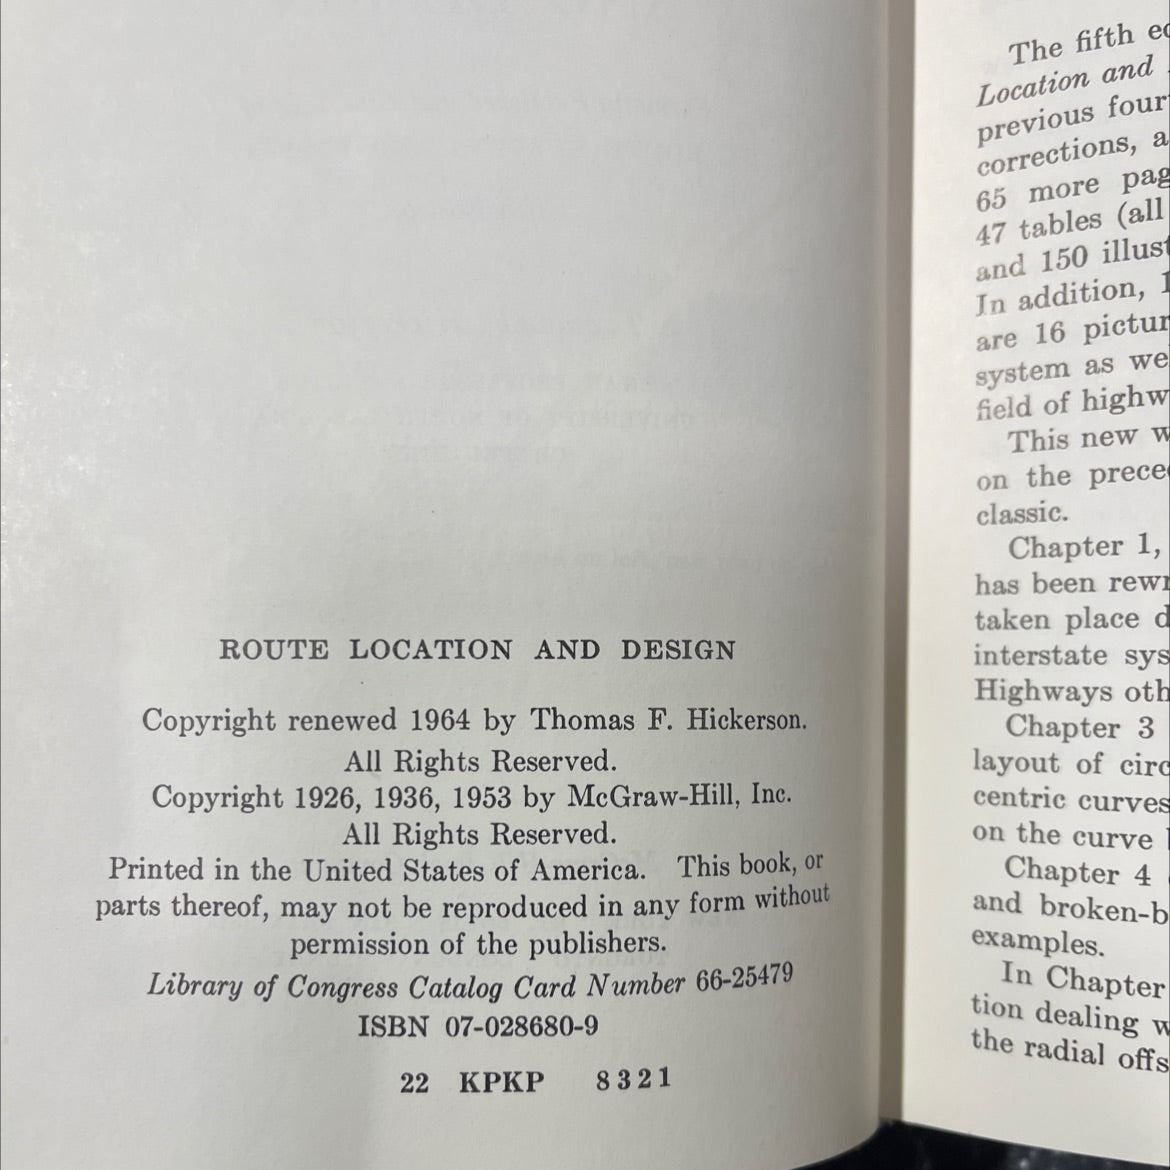 ROUTE LOCATION AND DESIGN
Copyright renewed 1964 by Thomas F. Hickerson.
All Rights Reserved.
Copyright 1926, 1936, 1953 by McGraw-Hill, Inc.
All Rights Reserved.
Printed in the United States of America. This book, or
parts thereof, may not be reproduced in any form without
permission of the publishers.
Library of Congress Catalog Card Number 66-25479
ISBN 07-028680-9
22 KPKP 8321
The fifth
Location and
previous four
corrections, a
65 more pag
47 tables (all
and 150 illust
In addition, 1
are 16 pictur
system as we
field of highw
This new w
on the prece
classic.
Chapter 1,
has been rewr
taken place d
interstate sys
Highways oth
Chapter 3
layout of circ
centric curves
on the curve
Chapter 4
and broken-b
examples.
In Chapter
tion dealing w
the radial offs